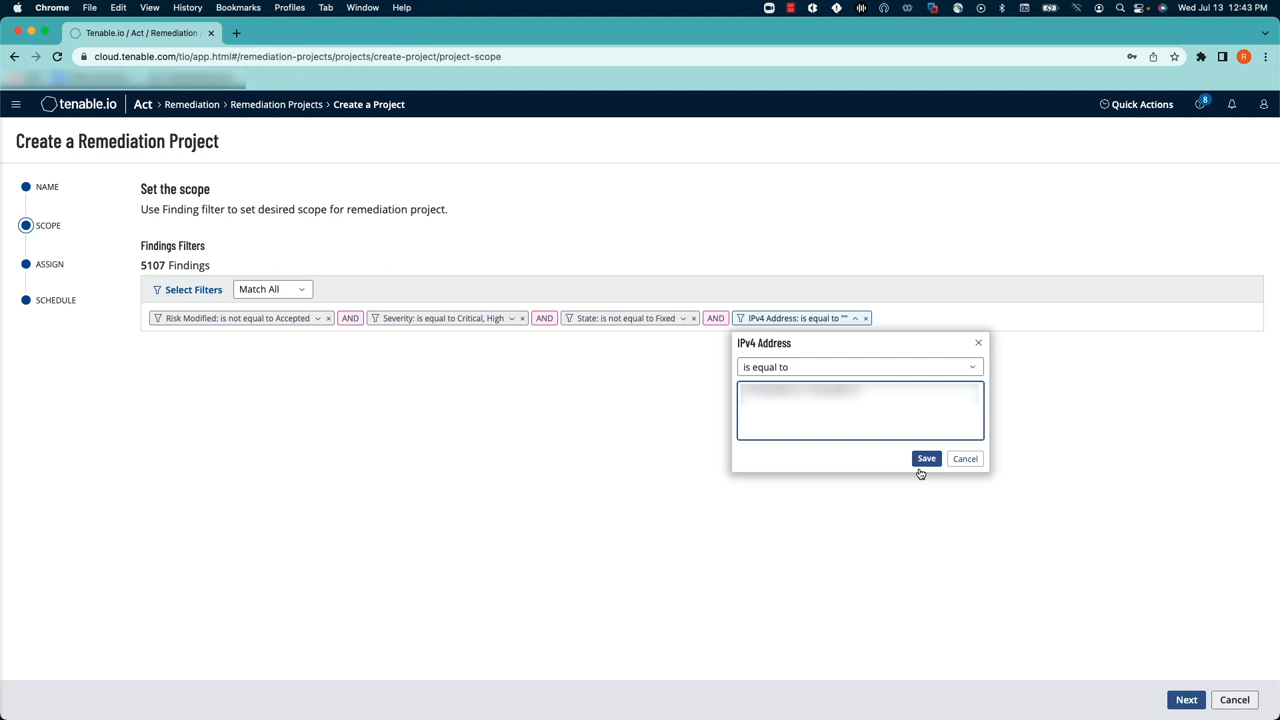 Chrome File Edit View History Bookmarks Profiles Tab Window Help Wed Jul 13 12:43 PM
Tenable.io / Act / Remediation
cloud.tenable.com/tio/app.html#/remediation-projects/projects/create-project/project-scope R
tenable.io Act > Remediation > Remediation Projects > Create a Project Quick Actions 8
Create a Remediation Project
NAME
SCOPE
ASSIGN
SCHEDULE
Set the scope
Use Finding filter to set desired scope for remediation project.
Findings Filters
5107 Findings
Select Filters Match All
Risk Modified: is not equal to Accepted AND Severity: is equal to Critical, High AND State: is not equal to Fixed AND IPv4 Address: is equal to ""
IPv4 Address
is equal to
Save Cancel
Next Cancel